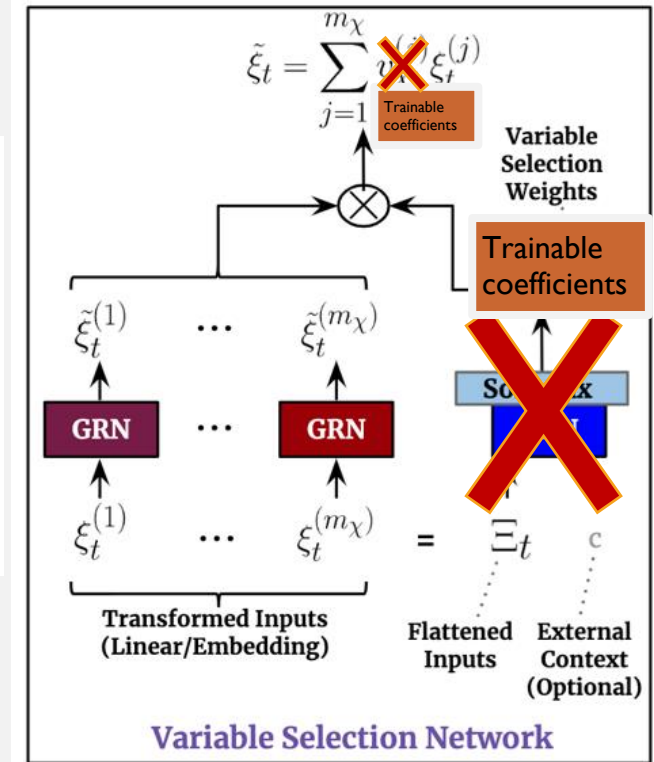 ξ̃_t = ∑_{j=1}^{m_χ} ξ_t^{(j)}
Trainable
coefficients
Variable
Selection
Weights
Trainable
coefficients
ξ̃_t^{(1)} ... ξ̃_t^{(m_χ)}
GRN ... GRN
ξ_t^{(1)} ... ξ_t^{(m_χ)} = Ξ_t c
Transformed Inputs
(Linear/Embedding)
Flattened
Inputs
External
Context
(Optional)
Variable Selection Network